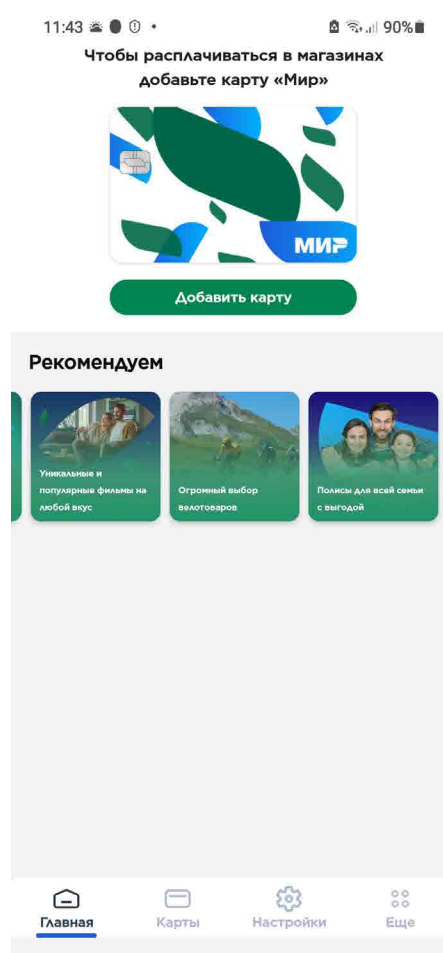 11:43
90%
Чтобы расплачиваться в магазинах
добавьте карту «Мир»
МИР
Добавить карту
Рекомендуем
Уникальные и
популярные фильмы на
любой вкус
Огромный выбор
велотоваров
Полисы для всей семьи
с выгодой
Главная
Карты
Настройки
Еще